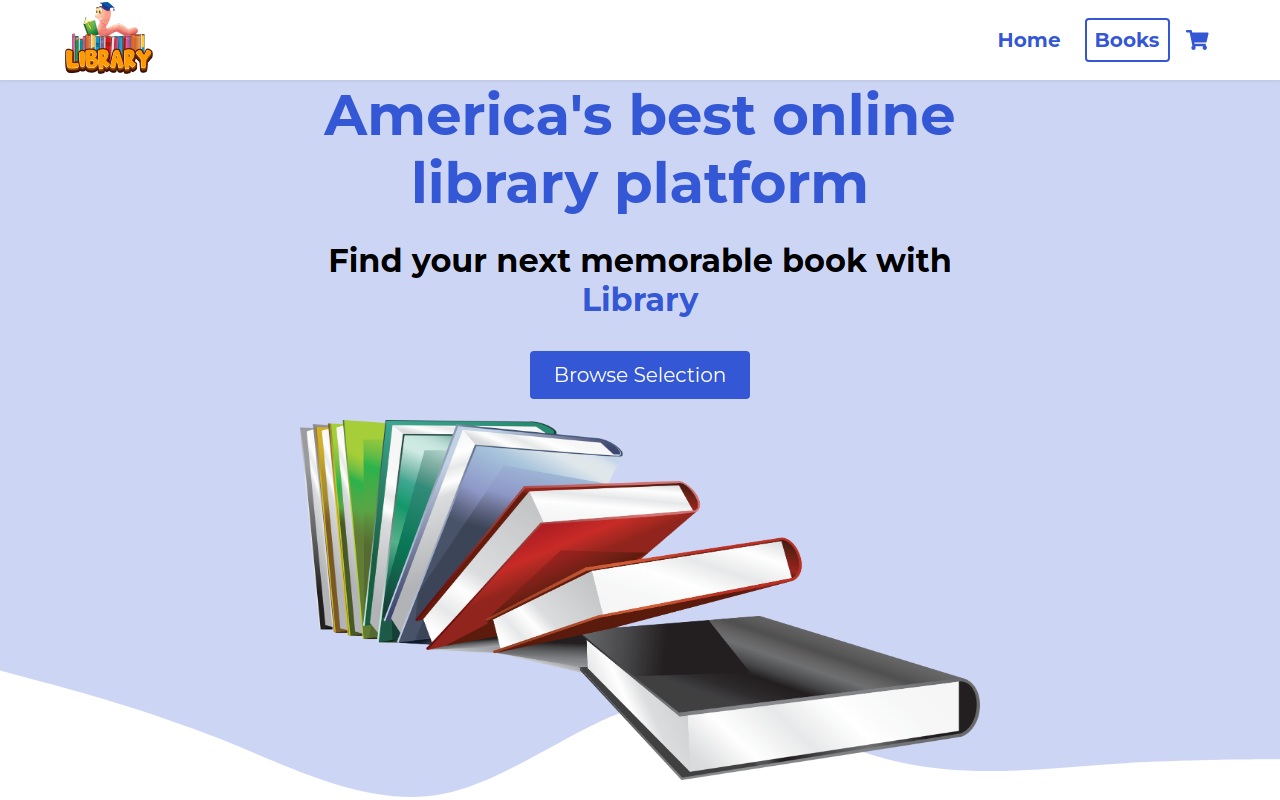 LIBRARY
Home
Books
America's best online
library platform
Find your next memorable book with
Library
Browse Selection